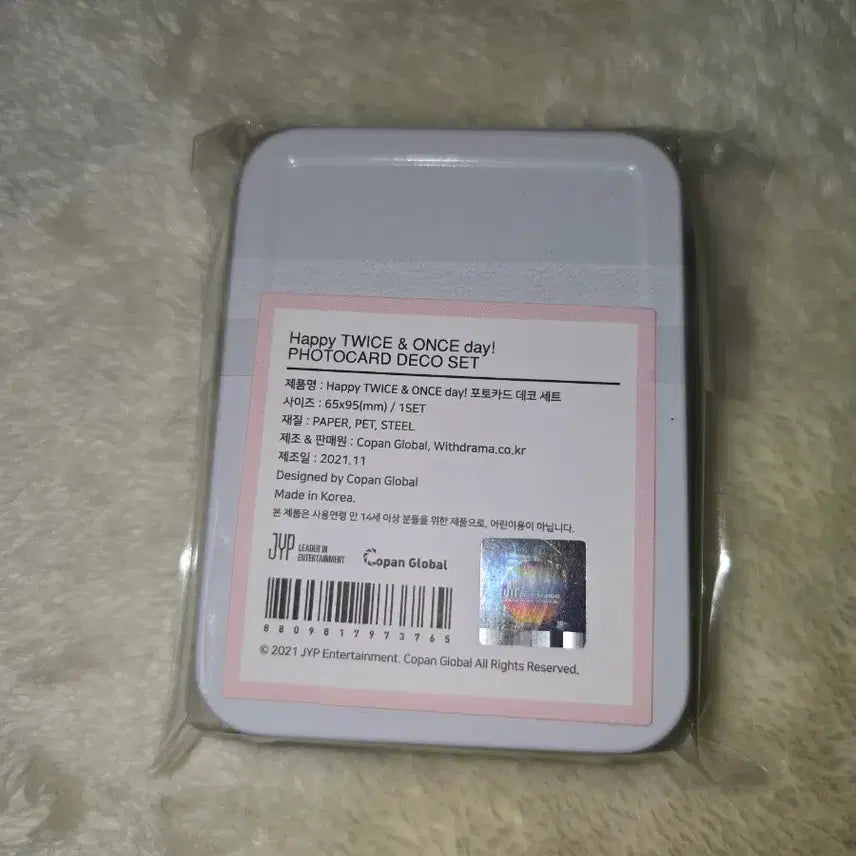 Happy TWICE & ONCE day!
PHOTOCARD DECO SET
제품명 : Happy TWICE & ONCE day! 포토카드 데코 세트
사이즈 : 65x95(mm) / 1SET
재질 : PAPER, PET, STEEL
제조 & 판매원 : Copan Global, Withdrama.co.kr
제조일 : 2021.11
Designed by Copan Global
Made in Korea.
본 제품은 사용연령 만 14세 이상 분들을 위한 제품으로, 어린이용이 아닙니다.
JYP LEADER IN ENTERTAINMENT
Copan Global
JYP
8809817973765
© 2021 JYP Entertainment. Copan Global All Rights Reserved.